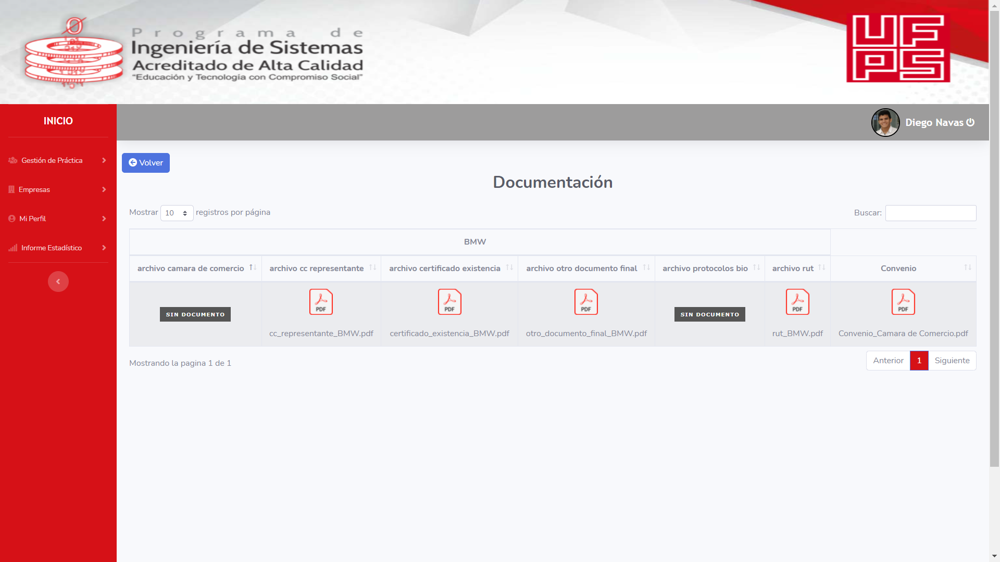 Programa de
Ingeniería de Sistemas
Acreditado de Alta Calidad
"Educación y Tecnología con Compromiso Social"
UF
PS
INICIO
Diego Navas
Gestión de Práctica
Empresas
Mi Perfil
Informe Estadístico
Volver
Documentación
Mostrar 10 registros por página
Buscar:
BMW
archivo camara de comercio archivo cc representante archivo certificado existencia archivo otro documento final archivo protocolos bio archivo rut Convenio
PDF PDF PDF PDF PDF
SIN DOCUMENTO SIN DOCUMENTO
cc_representante_BMW.pdf certificado_existencia_BMW.pdf otro_documento_final_BMW.pdf rut_BMW.pdf Convenio_Camara de Comercio.pdf
Mostrando la pagina 1 de 1
Anterior 1 Siguiente